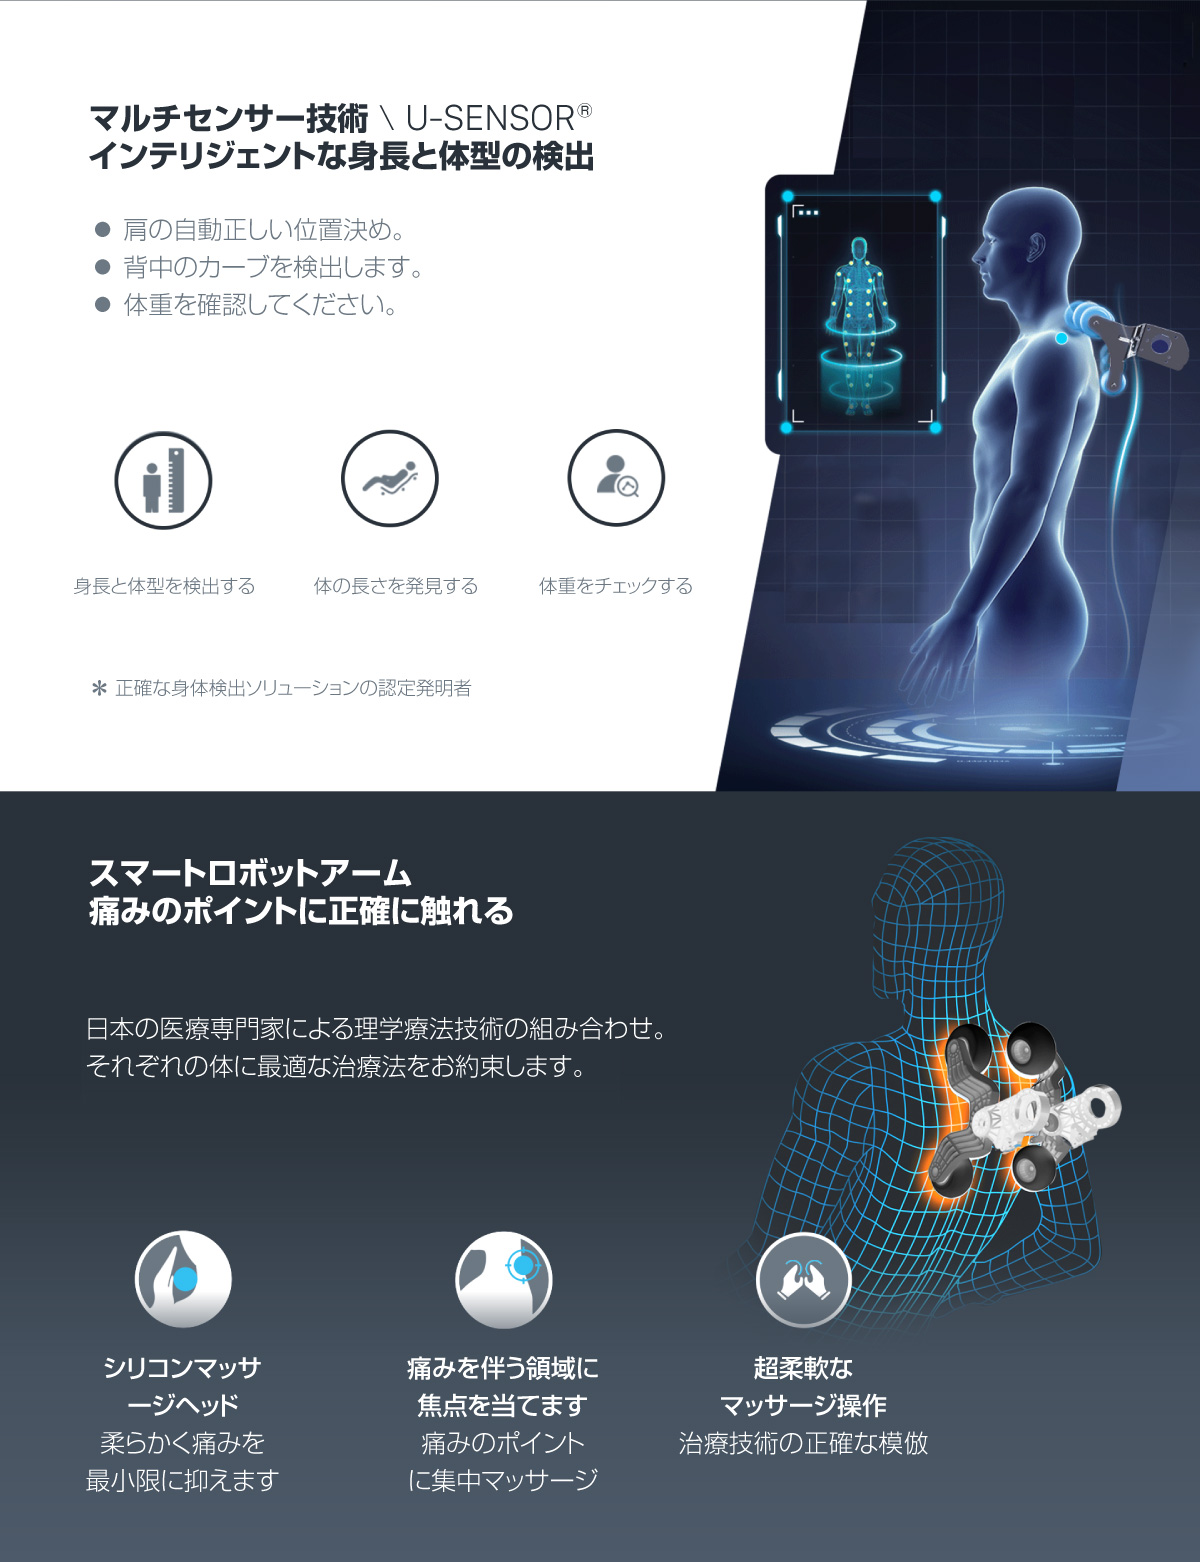 マルチセンサー技術 \ U-SENSOR®
インテリジェントな身長と体型の検出
● 肩の自動正しい位置決め。
● 背中のカーブを検出します。
● 体重を確認してください。
身長と体型を検出する
体の長さを発見する
体重をチェックする
＊ 正確な身体検出ソリューションの認定発明者
スマートロボットアーム
痛みのポイントに正確に触れる
日本の医療専門家による理学療法技術の組み合わせ。
それぞれの体に最適な治療法をお約束します。
シリコンマッサ
ージヘッド
柔らかく痛みを
最小限に抑えます
痛みを伴う領域に
焦点を当てます
痛みのポイント
に集中マッサージ
超柔軟な
マッサージ操作
治療技術の正確な模倣